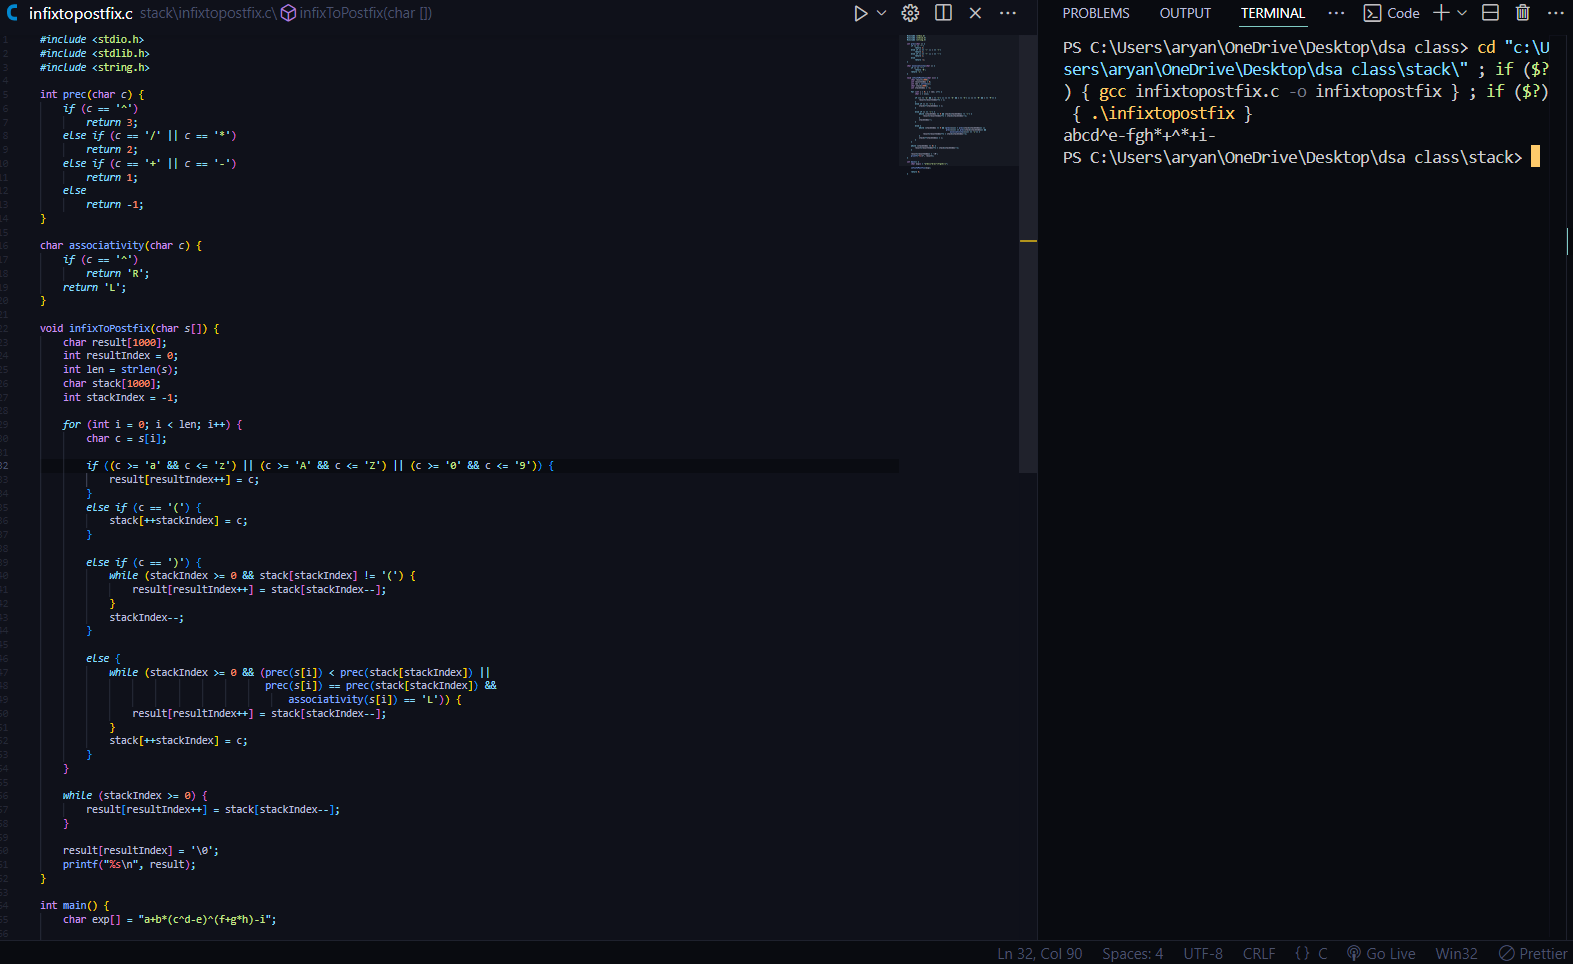 infixtopostfix.c stack\infixtopostfix.c\ infixToPostfix(char [])
#include <stdio.h>
#include <stdlib.h>
#include <string.h>
int prec(char c) {
if (c == '^')
return 3;
else if (c == '/' || c == '*')
return 2;
else if (c == '+' || c == '-')
return 1;
else
return -1;
}
char associativity(char c) {
if (c == '^')
return 'R';
return 'L';
}
void infixToPostfix(char s[]) {
char result[1000];
int resultIndex = 0;
int len = strlen(s);
char stack[1000];
int stackIndex = -1;
for (int i = 0; i < len; i++) {
char c = s[i];
if ((c >= 'a' && c <= 'z') || (c >= 'A' && c <= 'Z') || (c >= '0' && c <= '9')) {
result[resultIndex++] = c;
}
else if (c == '(') {
stack[++stackIndex] = c;
}
else if (c == ')') {
while (stackIndex >= 0 && stack[stackIndex] != '(') {
result[resultIndex++] = stack[stackIndex--];
}
stackIndex--;
}
else {
while (stackIndex >= 0 && (prec(s[i]) < prec(stack[stackIndex]) ||
prec(s[i]) == prec(stack[stackIndex]) &&
associativity(s[i]) == 'L')) {
result[resultIndex++] = stack[stackIndex--];
}
stack[++stackIndex] = c;
}
}
while (stackIndex >= 0) {
result[resultIndex++] = stack[stackIndex--];
}
result[resultIndex] = '\0';
printf("%s\n", result);
}
int main() {
char exp[] = "a+b*(c^d-e)^(f+g*h)-i";
PROBLEMS OUTPUT TERMINAL ··· Code
PS C:\Users\aryan\OneDrive\Desktop\dsa class> cd "c:\U
sers\aryan\OneDrive\Desktop\dsa class\stack\" ; if ($?
) { gcc infixtopostfix.c -o infixtopostfix } ; if ($?)
{ .\infixtopostfix }
abcd^e-fgh*+^*+i-
PS C:\Users\aryan\OneDrive\Desktop\dsa class\stack>
Ln 32, Col 90 Spaces: 4 UTF-8 CRLF {} C Go Live Win32 Prettier